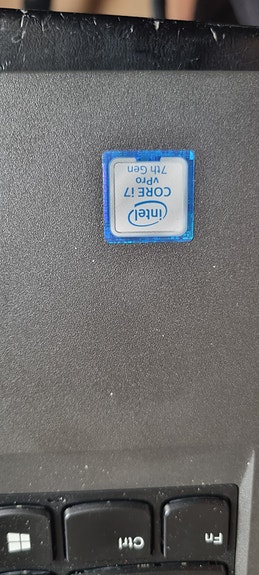 intel
CORE i7
vPro
7th Gen
Fn
Ctrl